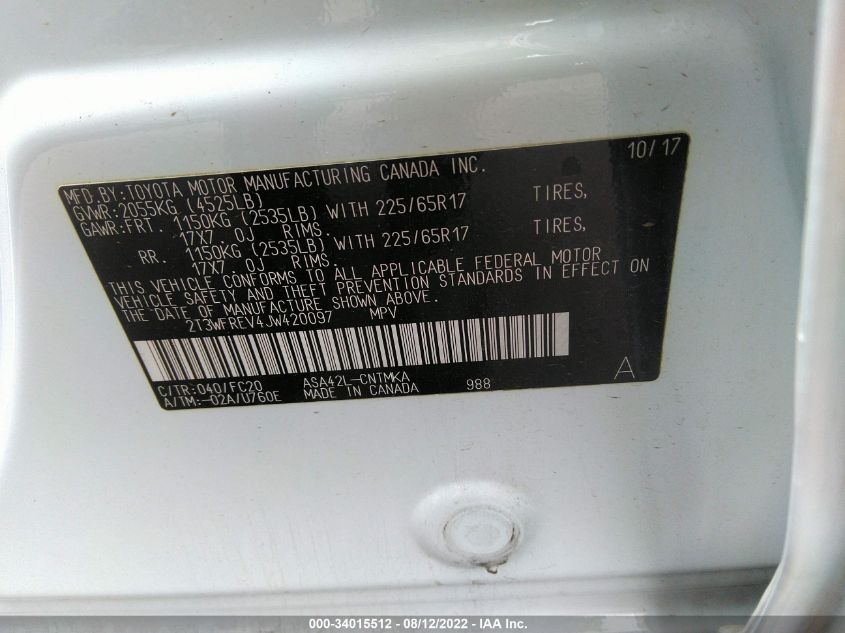 10/17
MFD.BY:TOYOTA MOTOR MANUFACTURING CANADA INC.
GVWR:2055KG (4525LB)
GAWR:FRT. 1150KG (2535LB) WITH 225/65R17 TIRES,
17X7.0J RIMS.
RR. 1150KG (2535LB) WITH 225/65R17 TIRES,
17X7.0J RIMS.
THIS VEHICLE CONFORMS TO ALL APPLICABLE FEDERAL MOTOR
VEHICLE SAFETY AND THEFT PREVENTION STANDARDS IN EFFECT ON
THE DATE OF MANUFACTURE SHOWN ABOVE.
2T3WFREV4JW420097 MPV
C/TR:040/FC20 ASA42L-CNTMKA 988 A
A/TM:-02A/U760E MADE IN CANADA
000-34015512 - 08/12/2022 - IAA Inc.